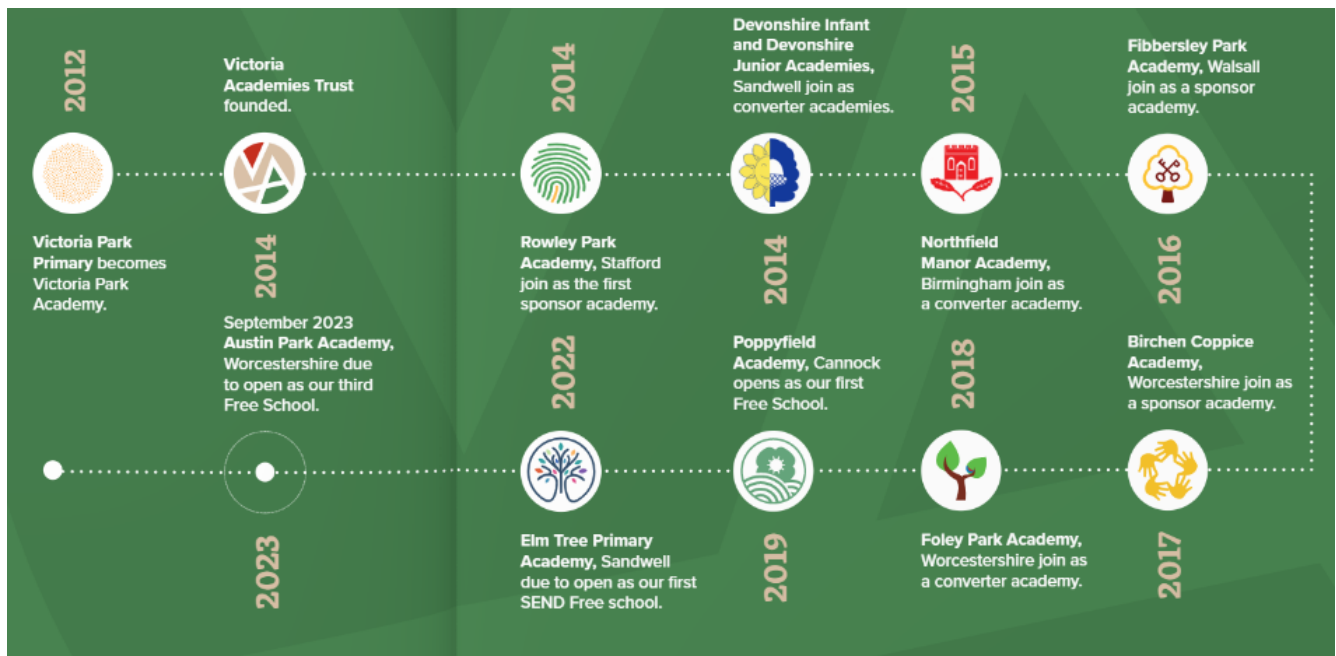 2012
Victoria Park
Primary becomes
Victoria Park
Academy.
Victoria
Academies Trust
founded.
2014
2014
Rowley Park
Academy, Stafford
join as the first
sponsor academy.
Devonshire Infant
and Devonshire
Junior Academies,
Sandwell join as
converter academies.
2014
2015
Northfield
Manor Academy,
Birmingham join as
a converter academy.
Fibbersley Park
Academy, Walsall
join as a sponsor
academy.
2016
Birchen Coppice
Academy,
Worcestershire join as
a sponsor academy.
2017
2018
Foley Park Academy,
Worcestershire join as
a converter academy.
Poppyfield
Academy, Cannock
opens as our first
Free School.
2019
2022
Elm Tree Primary
Academy, Sandwell
due to open as our first
SEND Free school.
September 2023
Austin Park Academy,
Worcestershire due
to open as our third
Free School.
2023